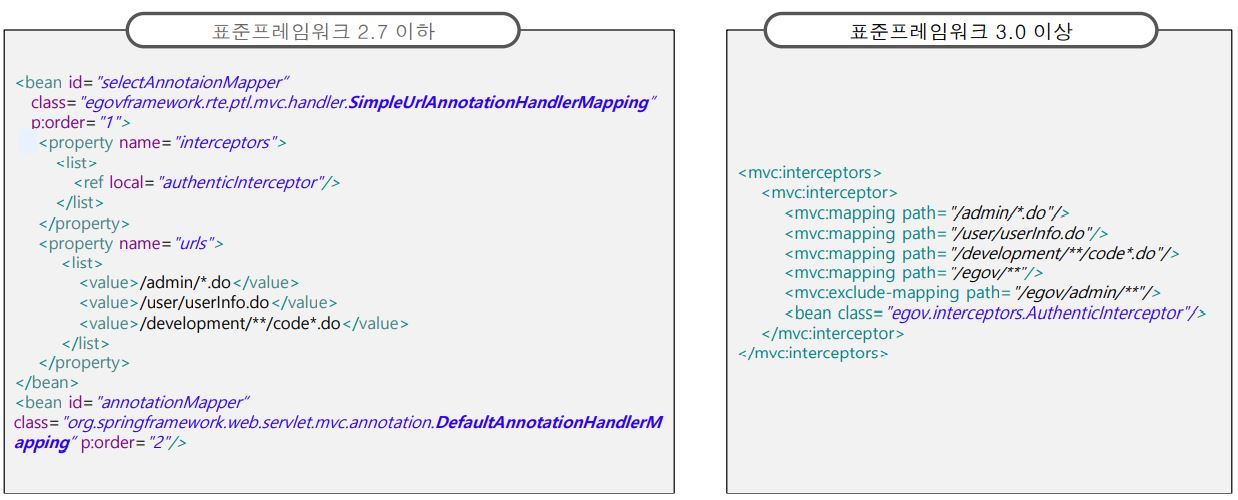 표준프레임워크 2.7 이하
<bean id="selectAnnotaionMapper"
class="egovframework.rte.ptl.mvc.handler.SimpleUrlAnnotationHandlerMapping"
p:order="1">
<property name="interceptors">
<list>
<ref local="authenticInterceptor"/>
</list>
</property>
<property name="urls">
<list>
<value>/admin/*.do</value>
<value>/user/userInfo.do</value>
<value>/development/**/code*.do</value>
</list>
</property>
</bean>
<bean id="annotationMapper"
class="org.springframework.web.servlet.mvc.annotation.DefaultAnnotationHandlerM
apping" p:order="2"/>
표준프레임워크 3.0 이상
<mvc:interceptors>
<mvc:interceptor>
<mvc:mapping path="/admin/*.do"/>
<mvc:mapping path="/user/userInfo.do"/>
<mvc:mapping path="/development/**/code*.do"/>
<mvc:mapping path="/egov/**"/>
<mvc:exclude-mapping path="/egov/admin/**"/>
<bean class="egov.interceptors.AuthenticInterceptor"/>
</mvc:interceptor>
</mvc:interceptors>